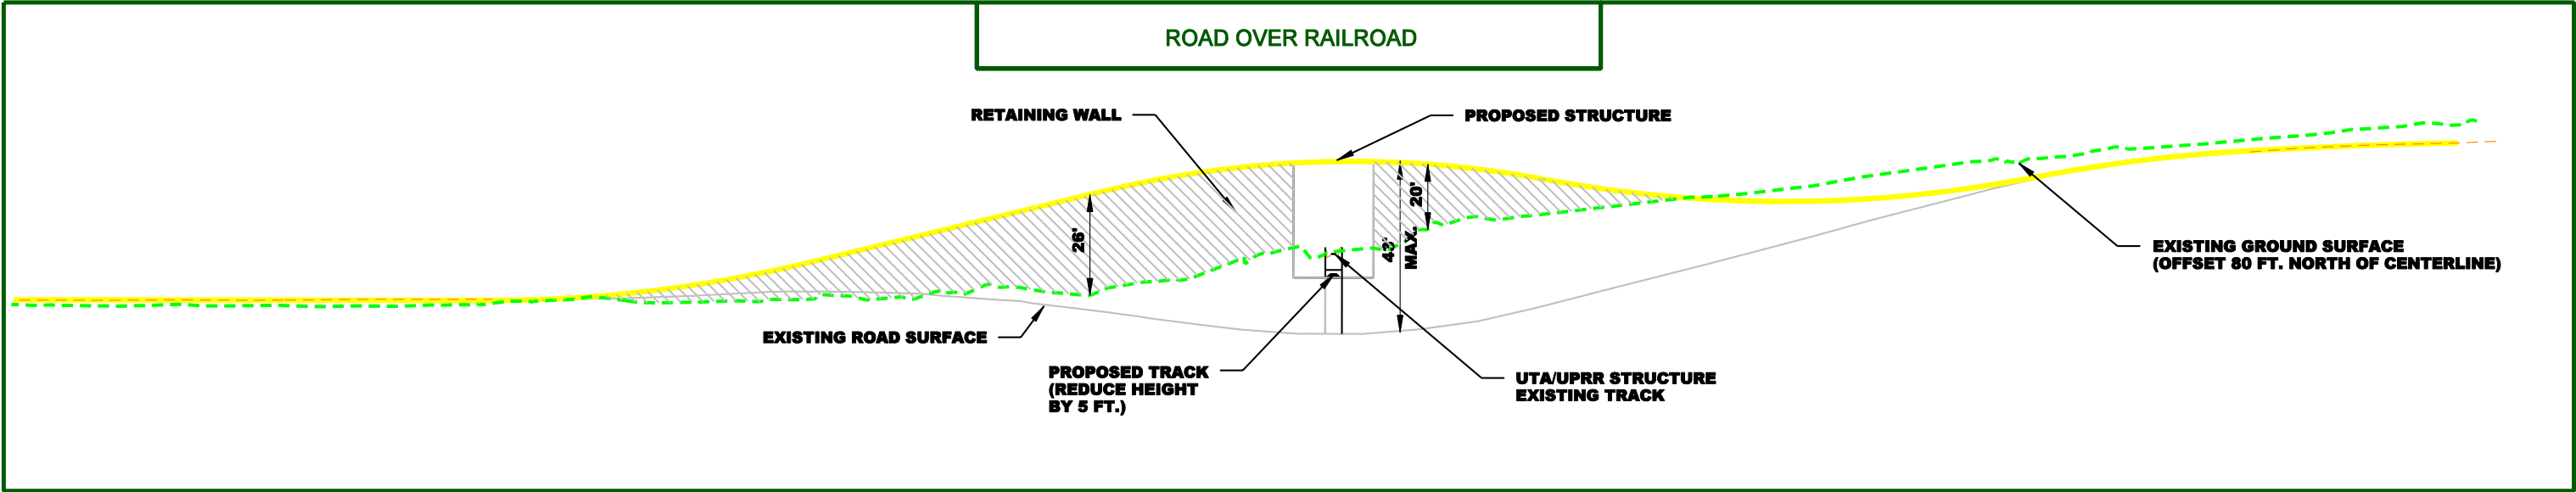 ROAD OVER RAILROAD
RETAINING WALL
PROPOSED STRUCTURE
26'
20'
43'
MAX.
EXISTING GROUND SURFACE
(OFFSET 80 FT. NORTH OF CENTERLINE)
EXISTING ROAD SURFACE
PROPOSED TRACK
(REDUCE HEIGHT
BY 5 FT.)
UTA/UPRR STRUCTURE
EXISTING TRACK